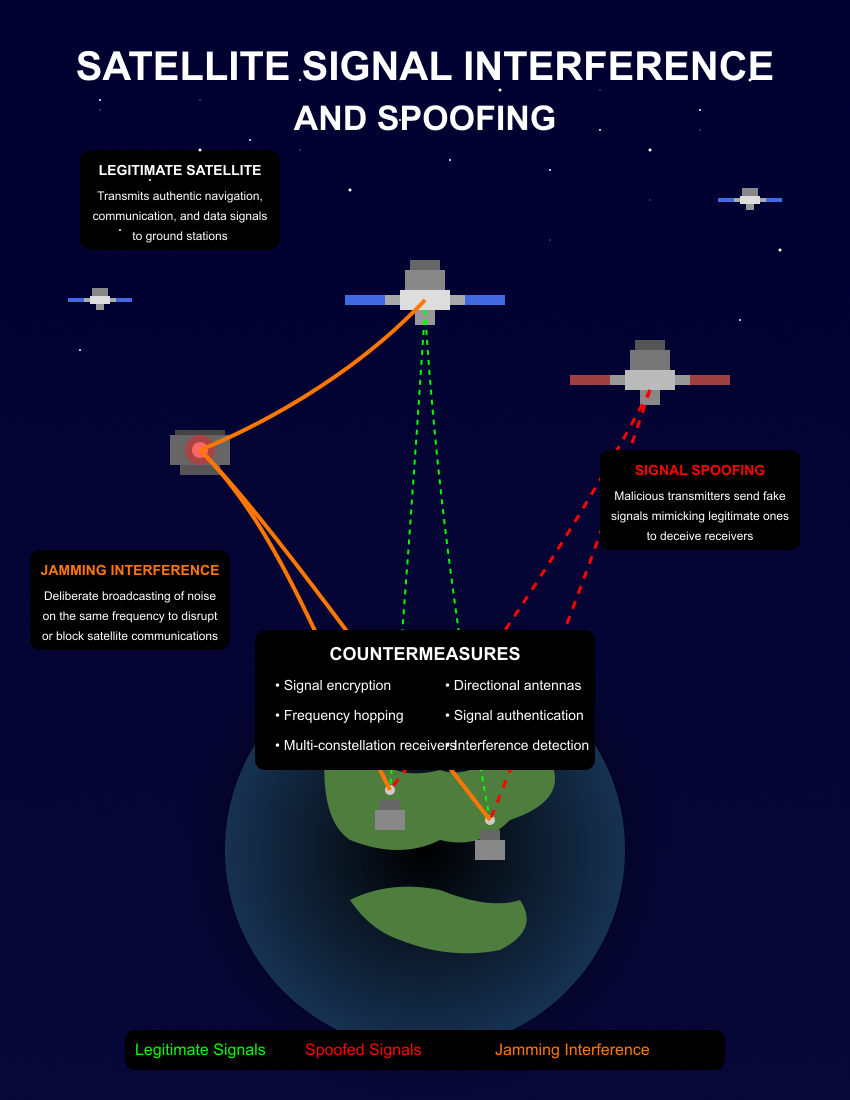 SATELLITE SIGNAL INTERFERENCE
AND SPOOFING
LEGITIMATE SATELLITE
Transmits authentic navigation,
communication, and data signals
to ground stations
SIGNAL SPOOFING
Malicious transmitters send fake
signals mimicking legitimate ones
to deceive receivers
JAMMING INTERFERENCE
Deliberate broadcasting of noise
on the same frequency to disrupt
or block satellite communications
COUNTERMEASURES
• Signal encryption
• Frequency hopping
• Multi-constellation receivers
• Directional antennas
• Signal authentication
• Interference detection
Legitimate Signals
Spoofed Signals
Jamming Interference